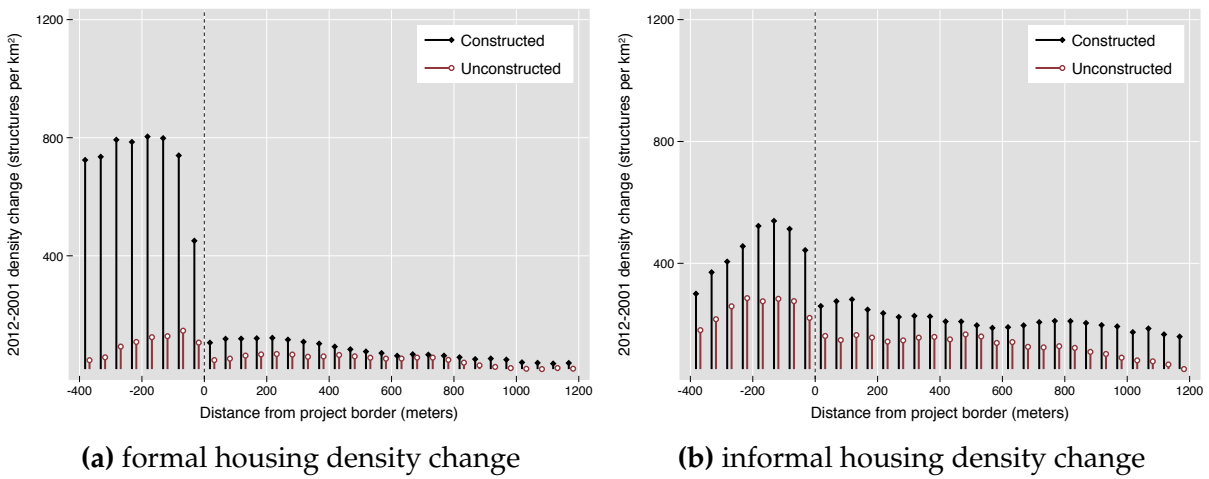 2012-2001 density change (structures per km²)
1200
800
400
Constructed
Unconstructed
-400 -200 0 200 400 600 800 1000 1200
Distance from project border (meters)
(a) formal housing density change
2012-2001 density change (structures per km²)
1200
800
400
Constructed
Unconstructed
-400 -200 0 200 400 600 800 1000 1200
Distance from project border (meters)
(b) informal housing density change